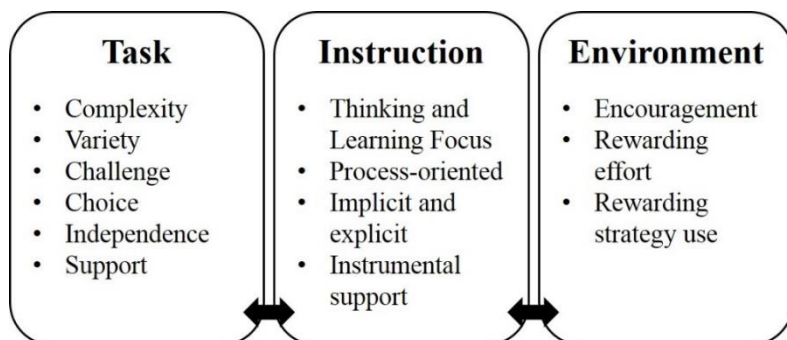 Task
• Complexity
• Variety
• Challenge
• Choice
• Independence
• Support
Instruction
• Thinking and
Learning Focus
• Process-oriented
• Implicit and
explicit
• Instrumental
support
Environment
• Encouragement
• Rewarding
effort
• Rewarding
strategy use